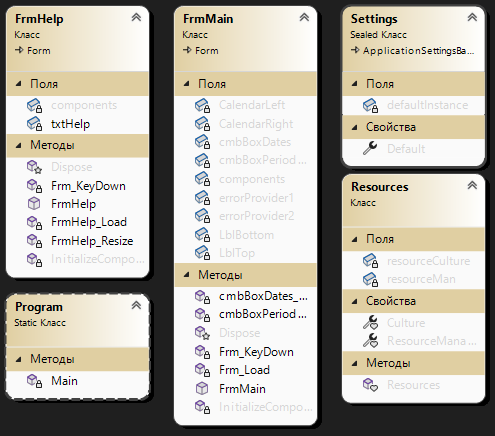 FrmHelp
Класс
Form
Поля
components
txtHelp
Методы
Dispose
Frm_KeyDown
FrmHelp
FrmHelp_Load
FrmHelp_Resize
InitializeCompo...
Program
Static Класс
Методы
Main
FrmMain
Класс
Form
Поля
CalendarLeft
CalendarRight
cmbBoxDates
cmbBoxPeriod...
components
errorProvider1
errorProvider2
LblBottom
LblTop
Методы
cmbBoxDates_...
cmbBoxPeriod...
Dispose
Frm_KeyDown
Frm_Load
FrmMain
InitializeCompo...
Settings
Sealed Класс
ApplicationSettingsBa...
Поля
defaultInstance
Свойства
Default
Resources
Класс
Поля
resourceCulture
resourceMan
Свойства
Culture
ResourceMana...
Методы
Resources